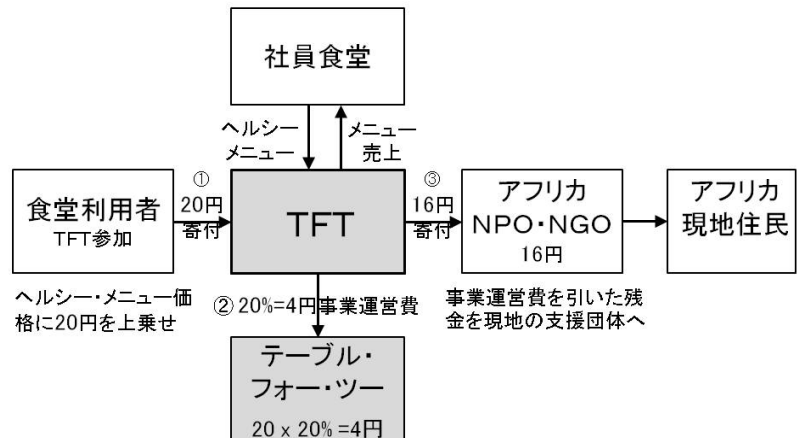 社員食堂
ヘルシー
メニュー
メニュー
売上
食堂利用者
TFT参加
①
20円
寄付
TFT
③
16円
寄付
アフリカ
NPO・NGO
16円
アフリカ
現地住民
ヘルシー・メニュー価
格に20円を上乗せ
② 20%=4円事業運営費
事業運営費を引いた残
金を現地の支援団体へ
テーブル・
フォー・ツー
20 x 20% =4円